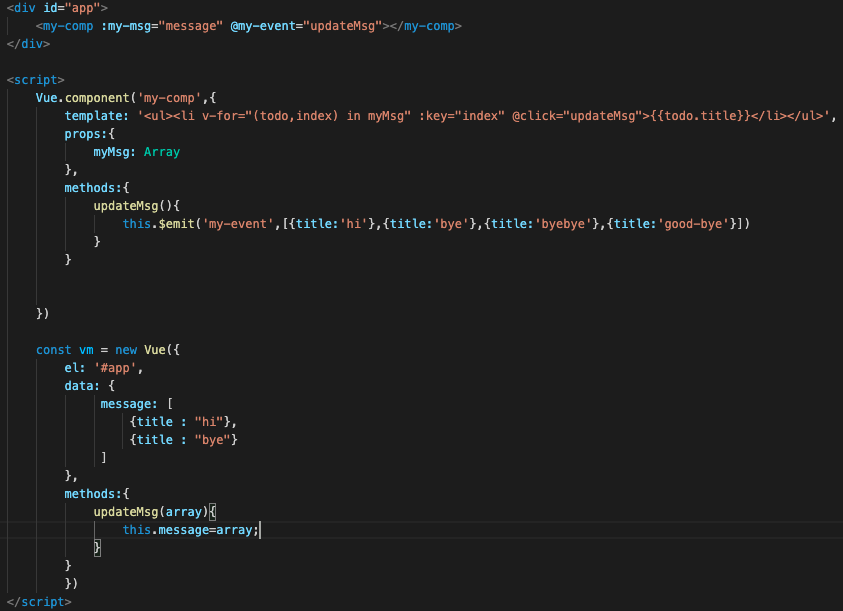 <div id="app">
    <my-comp :my-msg="message" @my-event="updateMsg"></my-comp>
</div>

<script>
    Vue.component('my-comp',{
        template: '<ul><li v-for="(todo,index) in myMsg" :key="index" @click="updateMsg">{{todo.title}}</li></ul>',
        props:{
            myMsg: Array
        },
        methods:{
            updateMsg(){
                this.$emit('my-event',[{title:'hi'},{title:'bye'},{title:'byebye'},{title:'good-bye'}])
            }
        }


    })

    const vm = new Vue({
        el: '#app',
        data: {
             message: [
                 {title : "hi"},
                 {title : "bye"}
             ]
        },
        methods:{
            updateMsg(array){
                this.message=array;
            }
        }
        })
</script>